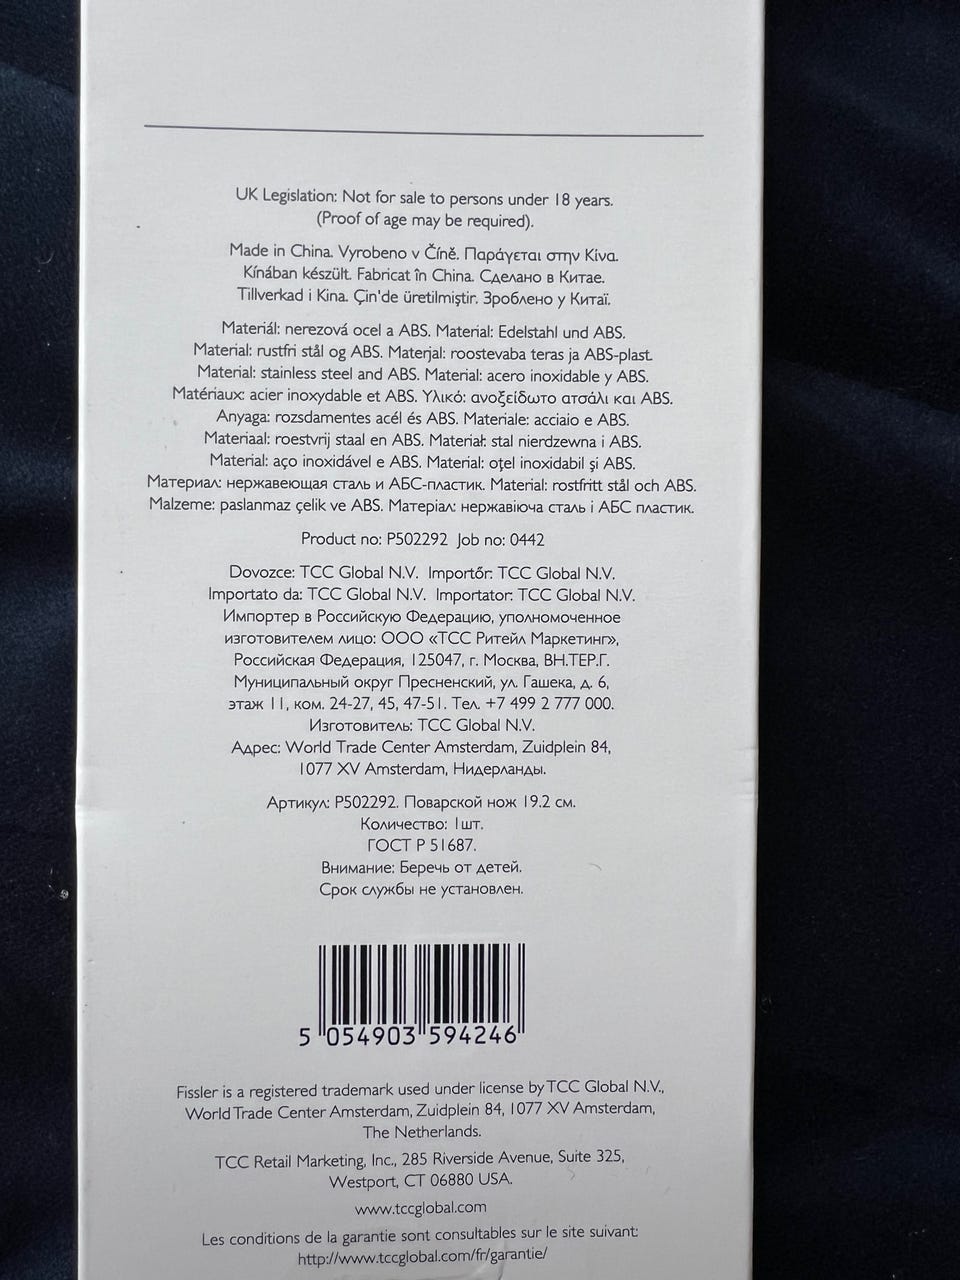 UK Legislation: Not for sale to persons under 18 years.
(Proof of age may be required).
Made in China. Vyrobeno v Číně. Παράγεται στην Κίνα.
Kínában készült. Fabricat în China. Сделано в Китае.
Tillverkad i Kina. Çin'de üretilmiştir. Зроблено у Китаї.
Materiál: nerezová ocel a ABS. Material: Edelstahl und ABS.
Material: rustfri stål og ABS. Materjal: roostevaba teras ja ABS-plast.
Material: stainless steel and ABS. Material: acero inoxidable y ABS.
Matériaux: acier inoxydable et ABS. Υλικό: ανοξείδωτο ατσάλι και ABS.
Anyaga: rozsdamentes acél és ABS. Materiale: acciaio e ABS.
Materiaal: roestvrij staal en ABS. Materiał: stal nierdzewna i ABS.
Material: aço inoxidável e ABS. Material: oțel inoxidabil și ABS.
Материал: нержавеющая сталь и АБС-пластик. Material: rostfritt stål och ABS.
Malzeme: paslanmaz çelik ve ABS. Матеріал: нержавіюча сталь і АБС пластик.
Product no: P502292 Job no: 0442
Dovozce: TCC Global N.V. Importőr: TCC Global N.V.
Importato da: TCC Global N.V. Importator: TCC Global N.V.
Импортер в Российскую Федерацию, уполномоченное
изготовителем лицо: ООО «ТСС Ритейл Маркетинг»,
Российская Федерация, 125047, г. Москва, ВН.ТЕР.Г.
Муниципальный округ Пресненский, ул. Гашека, д. 6,
этаж 11, ком. 24-27, 45, 47-51. Тел. +7 499 2 777 000.
Изготовитель: TCC Global N.V.
Адрес: World Trade Center Amsterdam, Zuidplein 84,
1077 XV Amsterdam, Нидерланды.
Артикул: P502292. Поварской нож 19.2 см.
Количество: 1шт.
ГОСТ Р 51687.
Внимание: Беречь от детей.
Срок службы не установлен.
5 054903 594246
Fissler is a registered trademark used under license by TCC Global N.V.,
World Trade Center Amsterdam, Zuidplein 84, 1077 XV Amsterdam,
The Netherlands.
TCC Retail Marketing, Inc., 285 Riverside Avenue, Suite 325,
Westport, CT 06880 USA.
www.tccglobal.com
Les conditions de la garantie sont consultables sur le site suivant:
http://www.tccglobal.com/fr/garantie/